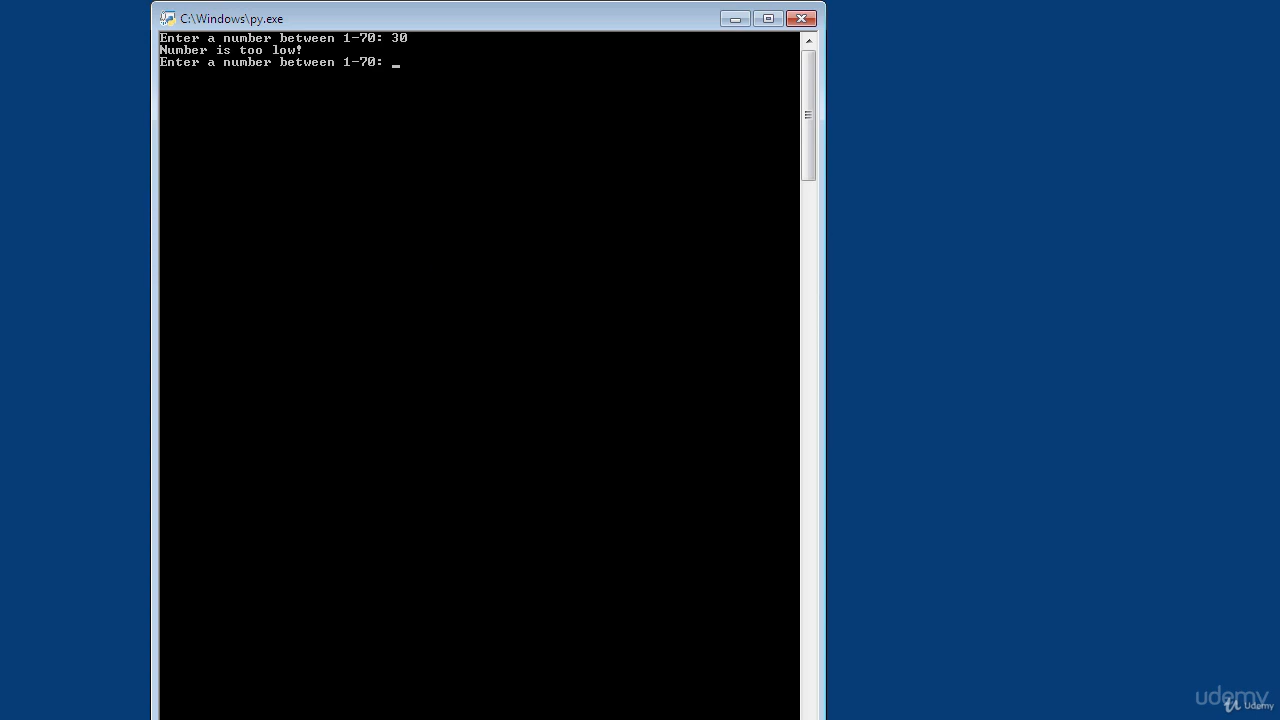 C:\Windows\py.exe
Enter a number between 1-70: 30
Number is too low!
Enter a number between 1-70: _
udemy
Udemy